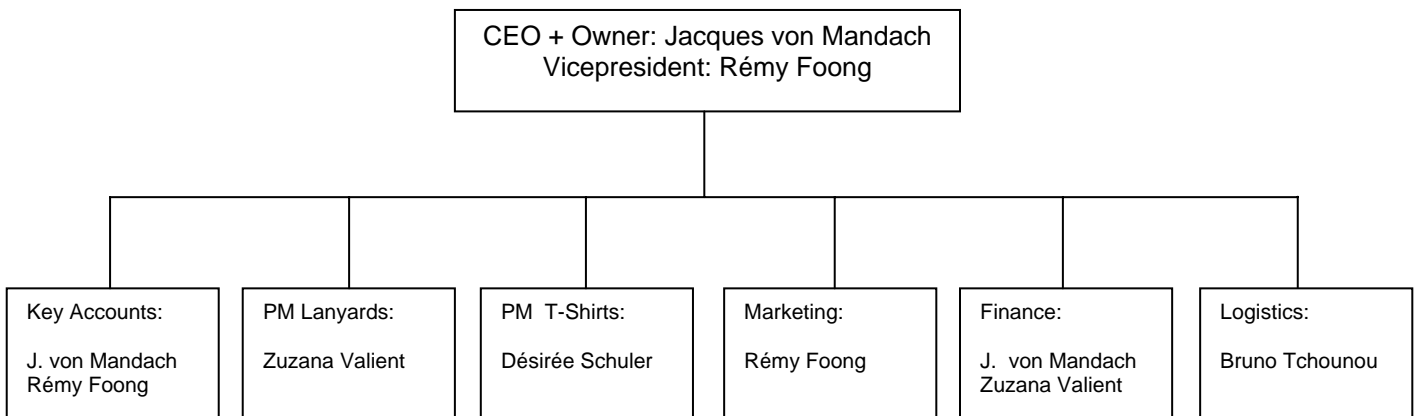 CEO + Owner: Jacques von Mandach
Vicepresident: Rémy Foong
Key Accounts:
J. von Mandach
Rémy Foong
PM Lanyards:
Zuzana Valient
PM T-Shirts:
Désirée Schuler
Marketing:
Rémy Foong
Finance:
J. von Mandach
Zuzana Valient
Logistics:
Bruno Tchounou